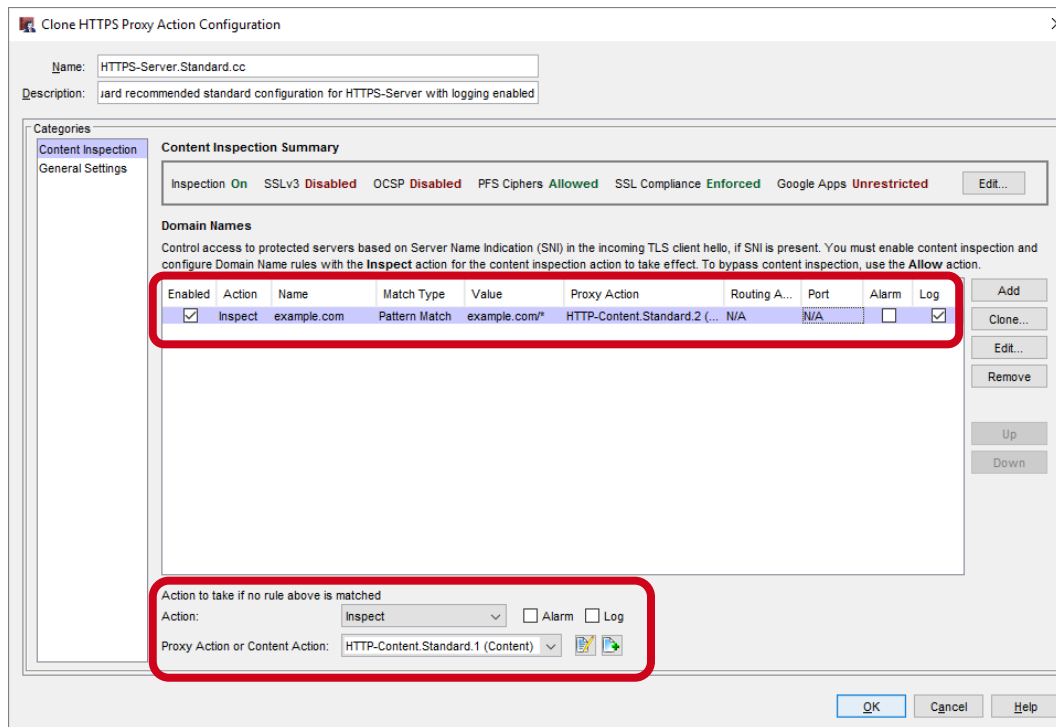 Clone HTTPS Proxy Action Configuration
Name: HTTPS-Server.Standard.cc
Description: ard recommended standard configuration for HTTPS-Server with logging enabled
Categories
Content Inspection
General Settings
Content Inspection Summary
Inspection On SSLv3 Disabled OCSP Disabled PFS Ciphers Allowed SSL Compliance Enforced Google Apps Unrestricted Edit...
Domain Names
Control access to protected servers based on Server Name Indication (SNI) in the incoming TLS client hello, if SNI is present. You must enable content inspection and
configure Domain Name rules with the Inspect action for the content inspection action to take effect. To bypass content inspection, use the Allow action.
Enabled Action Name Match Type Value Proxy Action Routing A... Port Alarm Log
Inspect example.com Pattern Match example.com/* HTTP-Content.Standard.2 (... N/A N/A
Add
Clone...
Edit...
Remove
Up
Down
Action to take if no rule above is matched
Action: Inspect Alarm Log
Proxy Action or Content Action: HTTP-Content.Standard.1 (Content)
OK Cancel Help